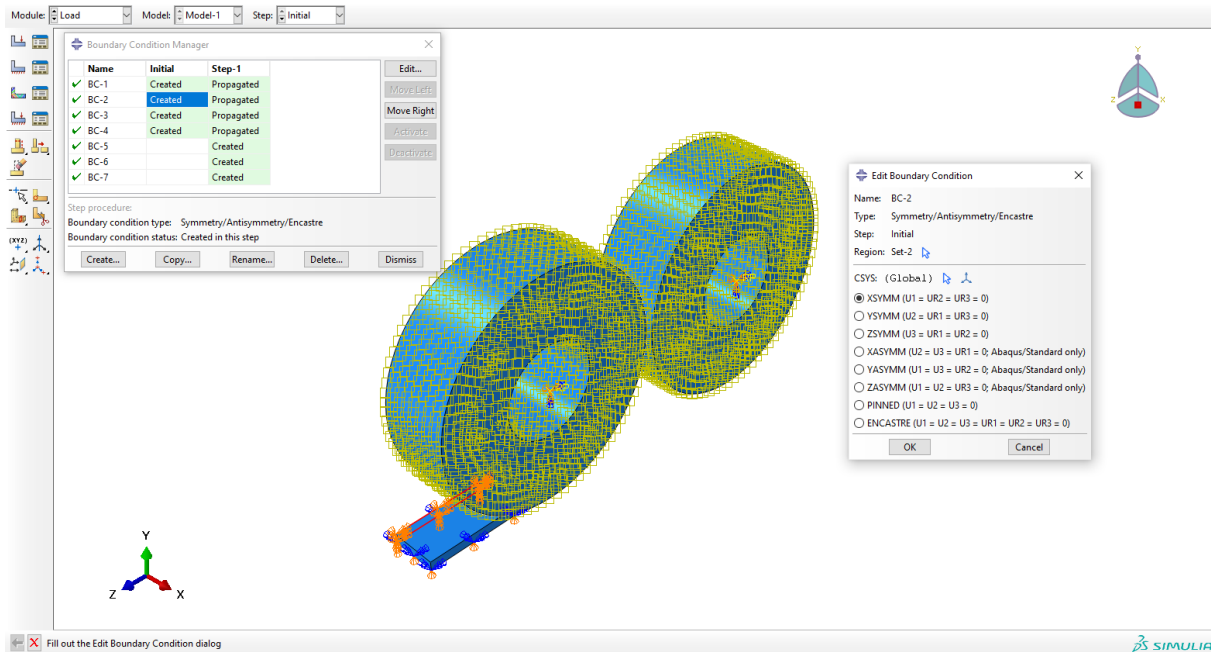 Module: Load Model: Model-1 Step: Initial
Boundary Condition Manager
Name Initial Step-1
BC-1 Created Propagated
BC-2 Created Propagated
BC-3 Created Propagated
BC-4 Created Propagated
BC-5 Created
BC-6 Created
BC-7 Created
Edit...
Move Left
Move Right
Activate
Deactivate
Step procedure:
Boundary condition type: Symmetry/Antisymmetry/Encastre
Boundary condition status: Created in this step
Create... Copy... Rename... Delete... Dismiss
(XYZ)
Y
Z X
Edit Boundary Condition
Name: BC-2
Type: Symmetry/Antisymmetry/Encastre
Step: Initial
Region: Set-2
CSYS: (Global)
XSYMM (U1 = UR2 = UR3 = 0)
YSYMM (U2 = UR1 = UR3 = 0)
ZSYMM (U3 = UR1 = UR2 = 0)
XASYMM (U2 = U3 = UR1 = 0; Abaqus/Standard only)
YASYMM (U1 = U3 = UR2 = 0; Abaqus/Standard only)
ZASYMM (U1 = U2 = UR3 = 0; Abaqus/Standard only)
PINNED (U1 = U2 = U3 = 0)
ENCASTRE (U1 = U2 = U3 = UR1 = UR2 = UR3 = 0)
OK Cancel
Y
Z X
Fill out the Edit Boundary Condition dialog
SIMULIA